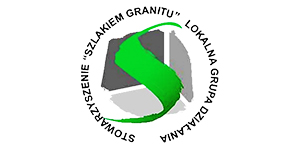 STOWARZYSZENIE "SZLAKIEM GRANITU"
LOKALNA GRUPA DZIAŁANIA